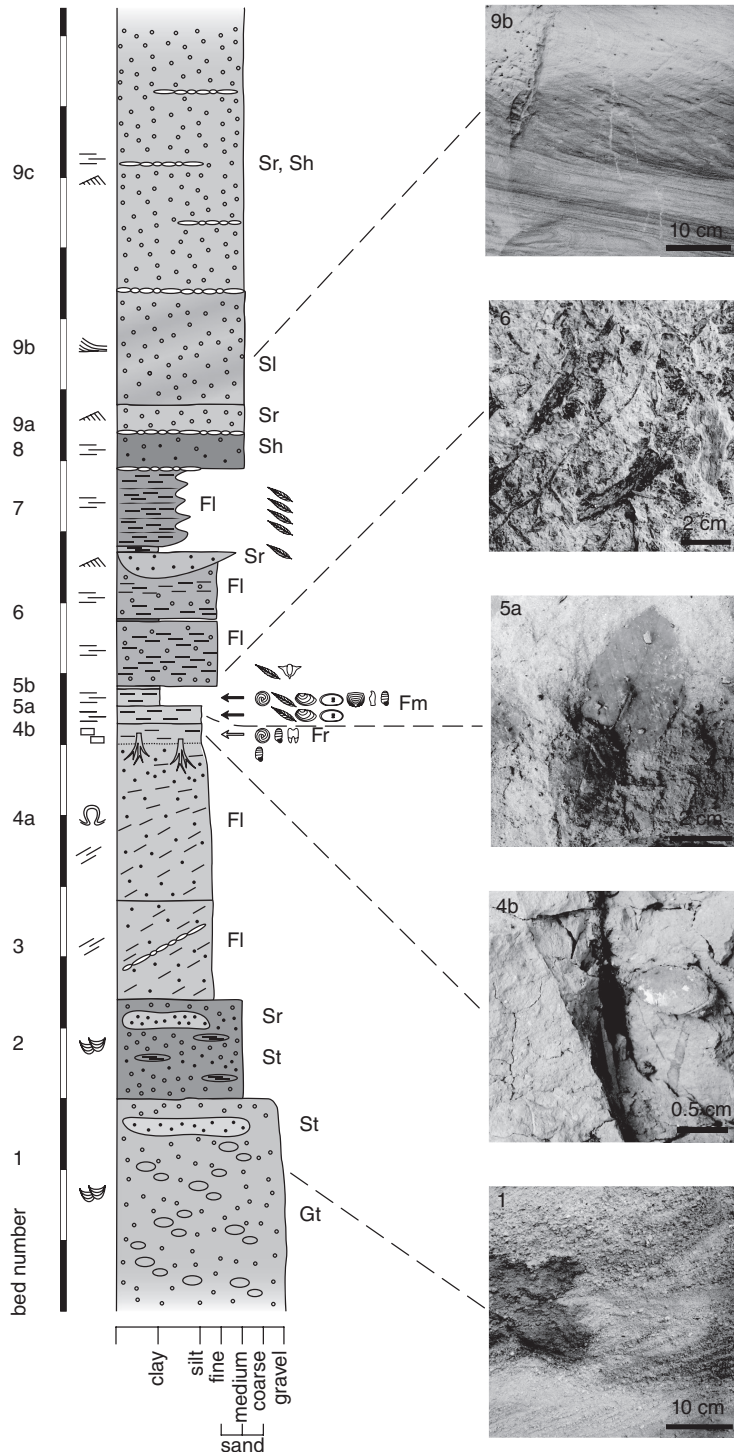 9c
Sr, Sh
9b
Sl
9a
Sr
8
Sh
7
Fl
Sr
6
Fl
Fl
5b
5a
Fm
4b
Fr
4a
Fl
3
Fl
Sr
2
St
St
1
Gt
bed number
clay
silt
fine
medium
coarse
gravel
sand
9b
10 cm
6
2 cm
5a
cm
4b
0.5 cm
1
10 cm